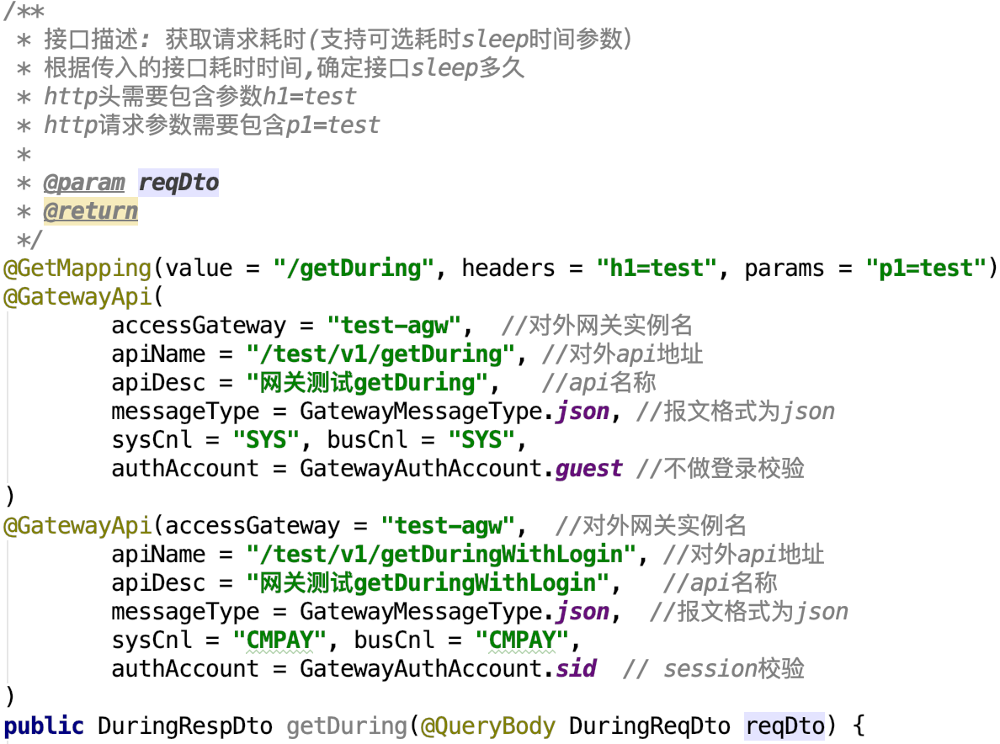 /**
 * 接口描述: 获取请求耗时(支持可选耗时sleep时间参数)
 * 根据传入的接口耗时时间,确定接口sleep多久
 * http头需要包含参数h1=test
 * http请求参数需要包含p1=test
 *
 * @param reqDto
 * @return
 */
@GetMapping(value = "/getDuring", headers = "h1=test", params = "p1=test")
@GatewayApi(
        accessGateway = "test-agw",  //对外网关实例名
        apiName = "/test/v1/getDuring", //对外api地址
        apiDesc = "网关测试getDuring",   //api名称
        messageType = GatewayMessageType.json, //报文格式为json
        sysCnl = "SYS", busCnl = "SYS",
        authAccount = GatewayAuthAccount.guest //不做登录校验
)
@GatewayApi(accessGateway = "test-agw",  //对外网关实例名
        apiName = "/test/v1/getDuringWithLogin", //对外api地址
        apiDesc = "网关测试getDuringWithLogin",   //api名称
        messageType = GatewayMessageType.json,  //报文格式为json
        sysCnl = "CMPAY", busCnl = "CMPAY",
        authAccount = GatewayAuthAccount.sid  // session校验
)
public DuringRespDto getDuring(@QueryBody DuringReqDto reqDto) {